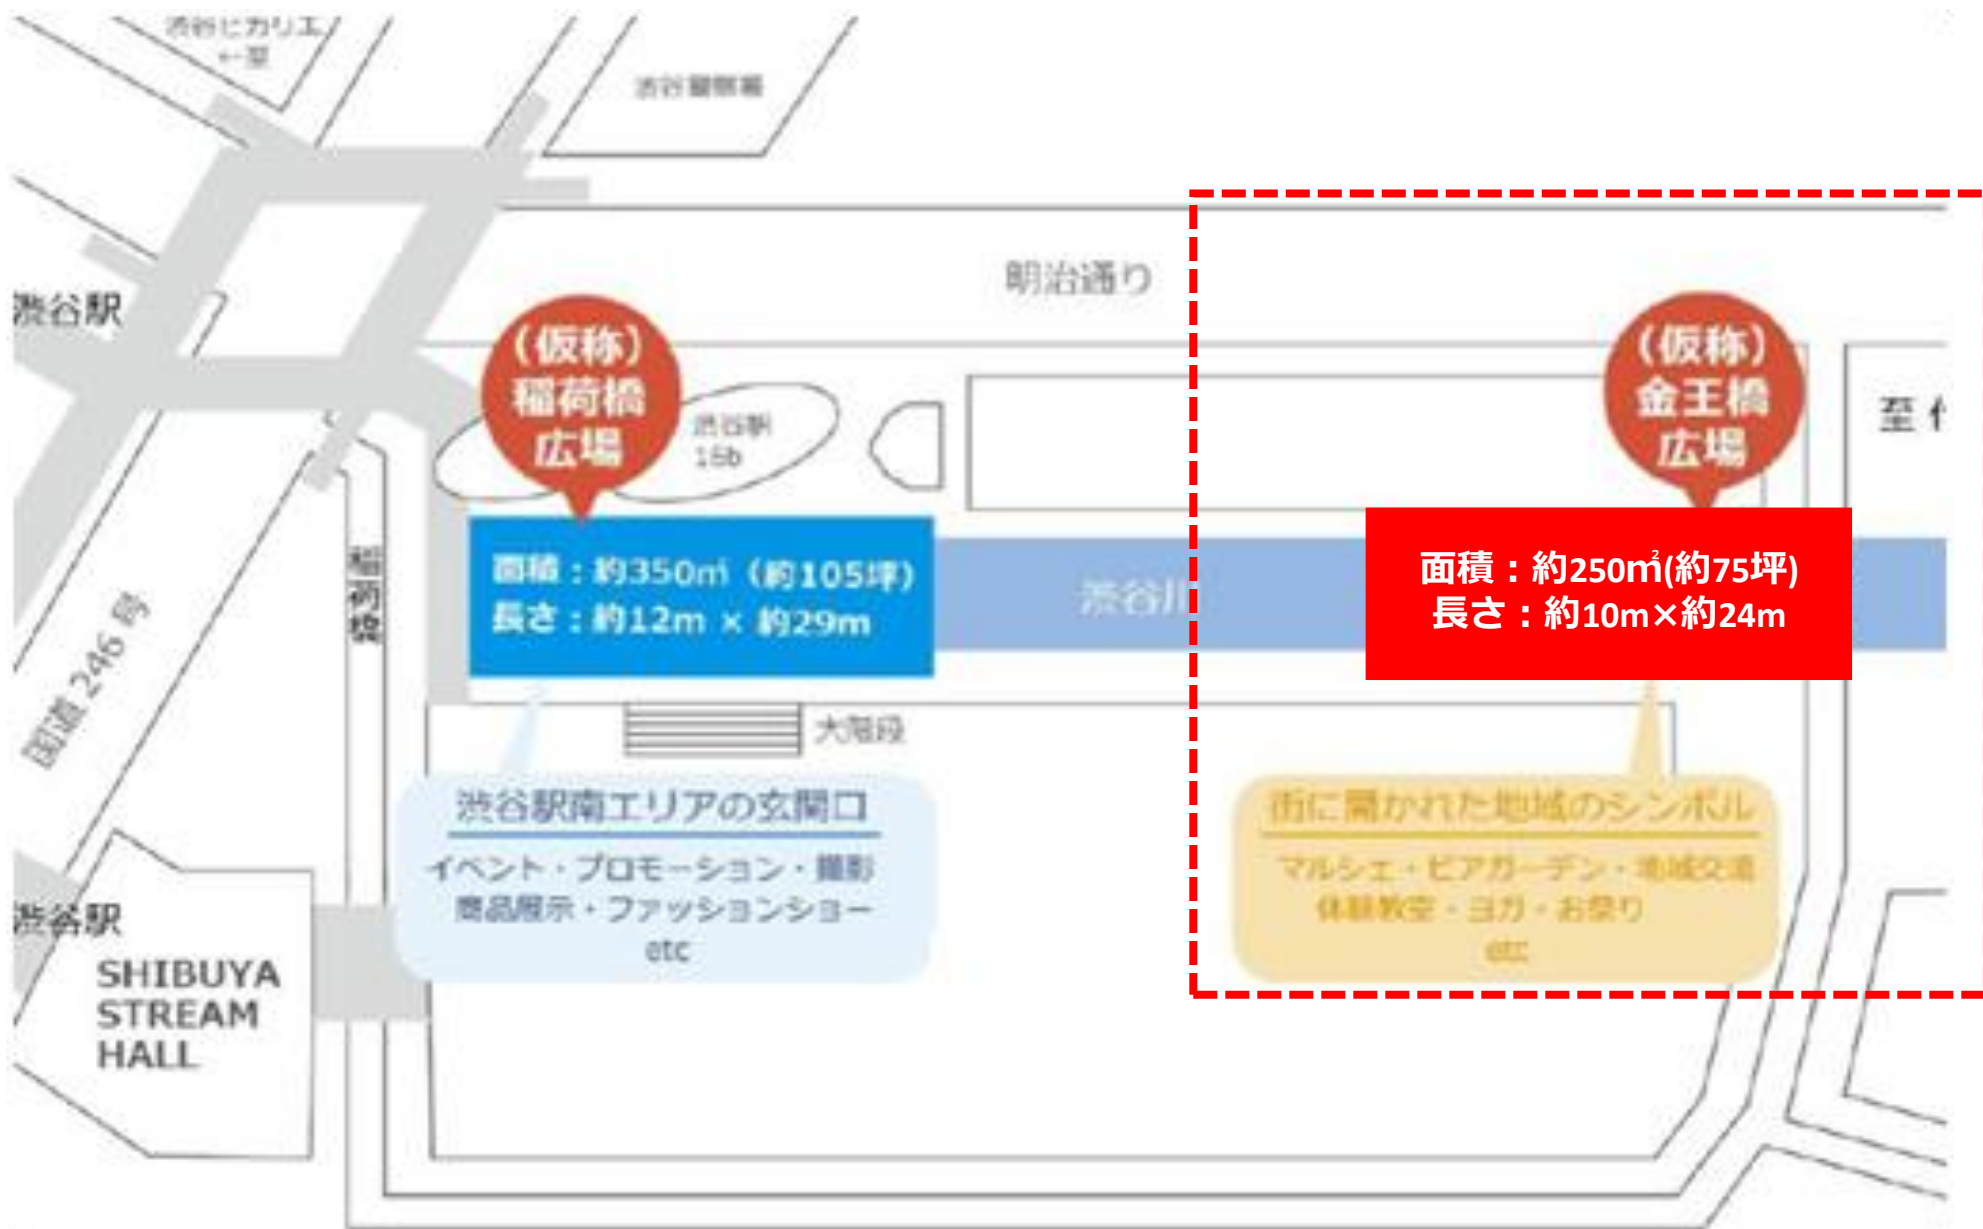 渋谷ヒカリエ
←至
渋谷警察署
明治通り
渋谷駅
(仮称)
稲荷橋
広場
渋谷駅
16b
(仮称)
金王橋
広場
面積：約350㎡（約105坪）
長さ：約12m × 約29m
渋谷川
面積：約250㎡(約75坪)
長さ：約10m×約24m
稲荷橋
国道 246 号
大階段
渋谷駅南エリアの玄関口
イベント・プロモーション・撮影
商品展示・ファッションショー
etc
街に開かれた地域のシンボル
マルシェ・ビアガーデン・地域交流
体験教室・ヨガ・お祭り
etc
渋谷駅
SHIBUYA
STREAM
HALL
至